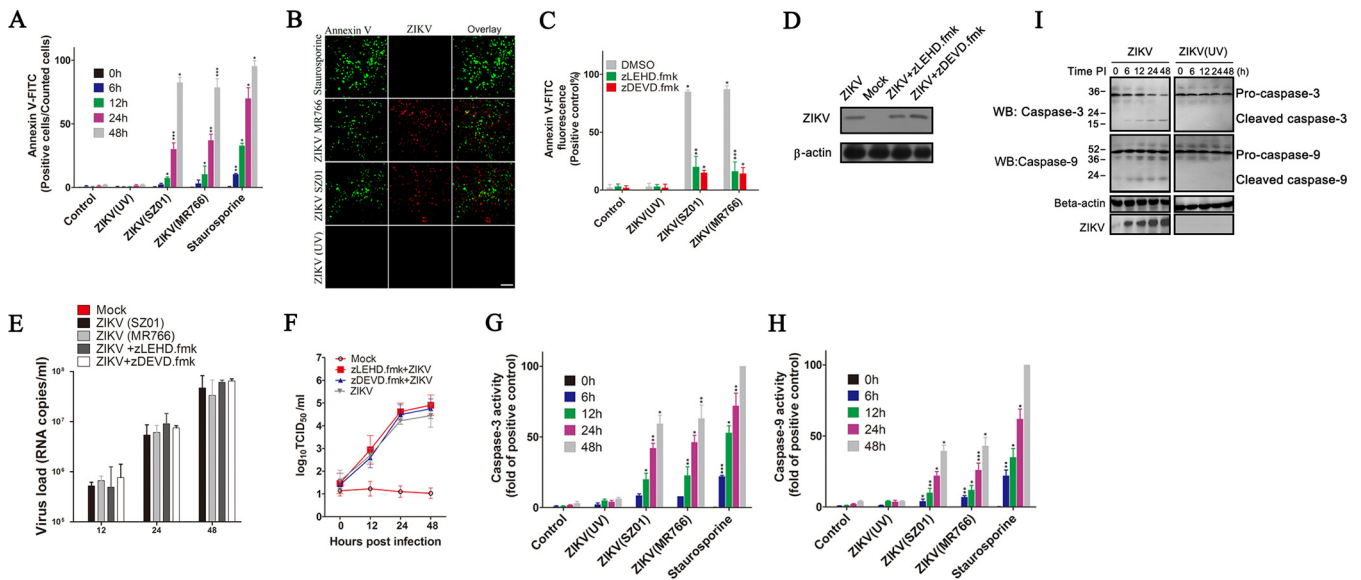 A
Annexin V-FITC
(Positive cells/Counted cells)
100
50
0
0h
6h
12h
24h
48h
Control
ZIKV(UV)
ZIKV(SZ01)
ZIKV(MR766)
Staurosporine
B
Annexin V ZIKV Overlay
Staurosporine
ZIKV MR766
ZIKV SZ01
ZIKV (UV)
C
Annexin V-FITC
fluorescence
(Positive control%)
100
50
0
DMSO
zLEHD.fmk
zDEVD.fmk
Control
ZIKV(UV)
ZIKV(SZ01)
ZIKV(MR766)
D
ZIKV
Mock
ZIKV+zLEHD.fmk
ZIKV+zDEVD.fmk
ZIKV
β-actin
I
ZIKV ZIKV(UV)
Time PI 0 6 12 24 48 0 6 12 24 48 (h)
36
24
15
WB: Caspase-3
Pro-caspase-3
Cleaved caspase-3
52
36
24
WB:Caspase-9
Pro-caspase-9
Cleaved caspase-9
Beta-actin
ZIKV
E
Mock
ZIKV (SZ01)
ZIKV (MR766)
ZIKV +zLEHD.fmk
ZIKV+zDEVD.fmk
Virus load (RNA copies/ml)
10⁸
10⁷
10⁶
10⁵
12 24 48
F
Mock
zLEHD.fmk+ZIKV
zDEVD.fmk+ZIKV
ZIKV
log₁₀TCID₅₀ /ml
7
6
5
4
3
2
1
0
0 12 24 48
Hours post infection
G
Caspase-3 activity
(fold of positive control)
100
50
0
0h
6h
12h
24h
48h
Control
ZIKV(UV)
ZIKV(SZ01)
ZIKV(MR766)
Staurosporine
H
Caspase-9 activity
(fold of positive control)
100
50
0
0h
6h
12h
24h
48h
Control
ZIKV(UV)
ZIKV(SZ01)
ZIKV(MR766)
Staurosporine